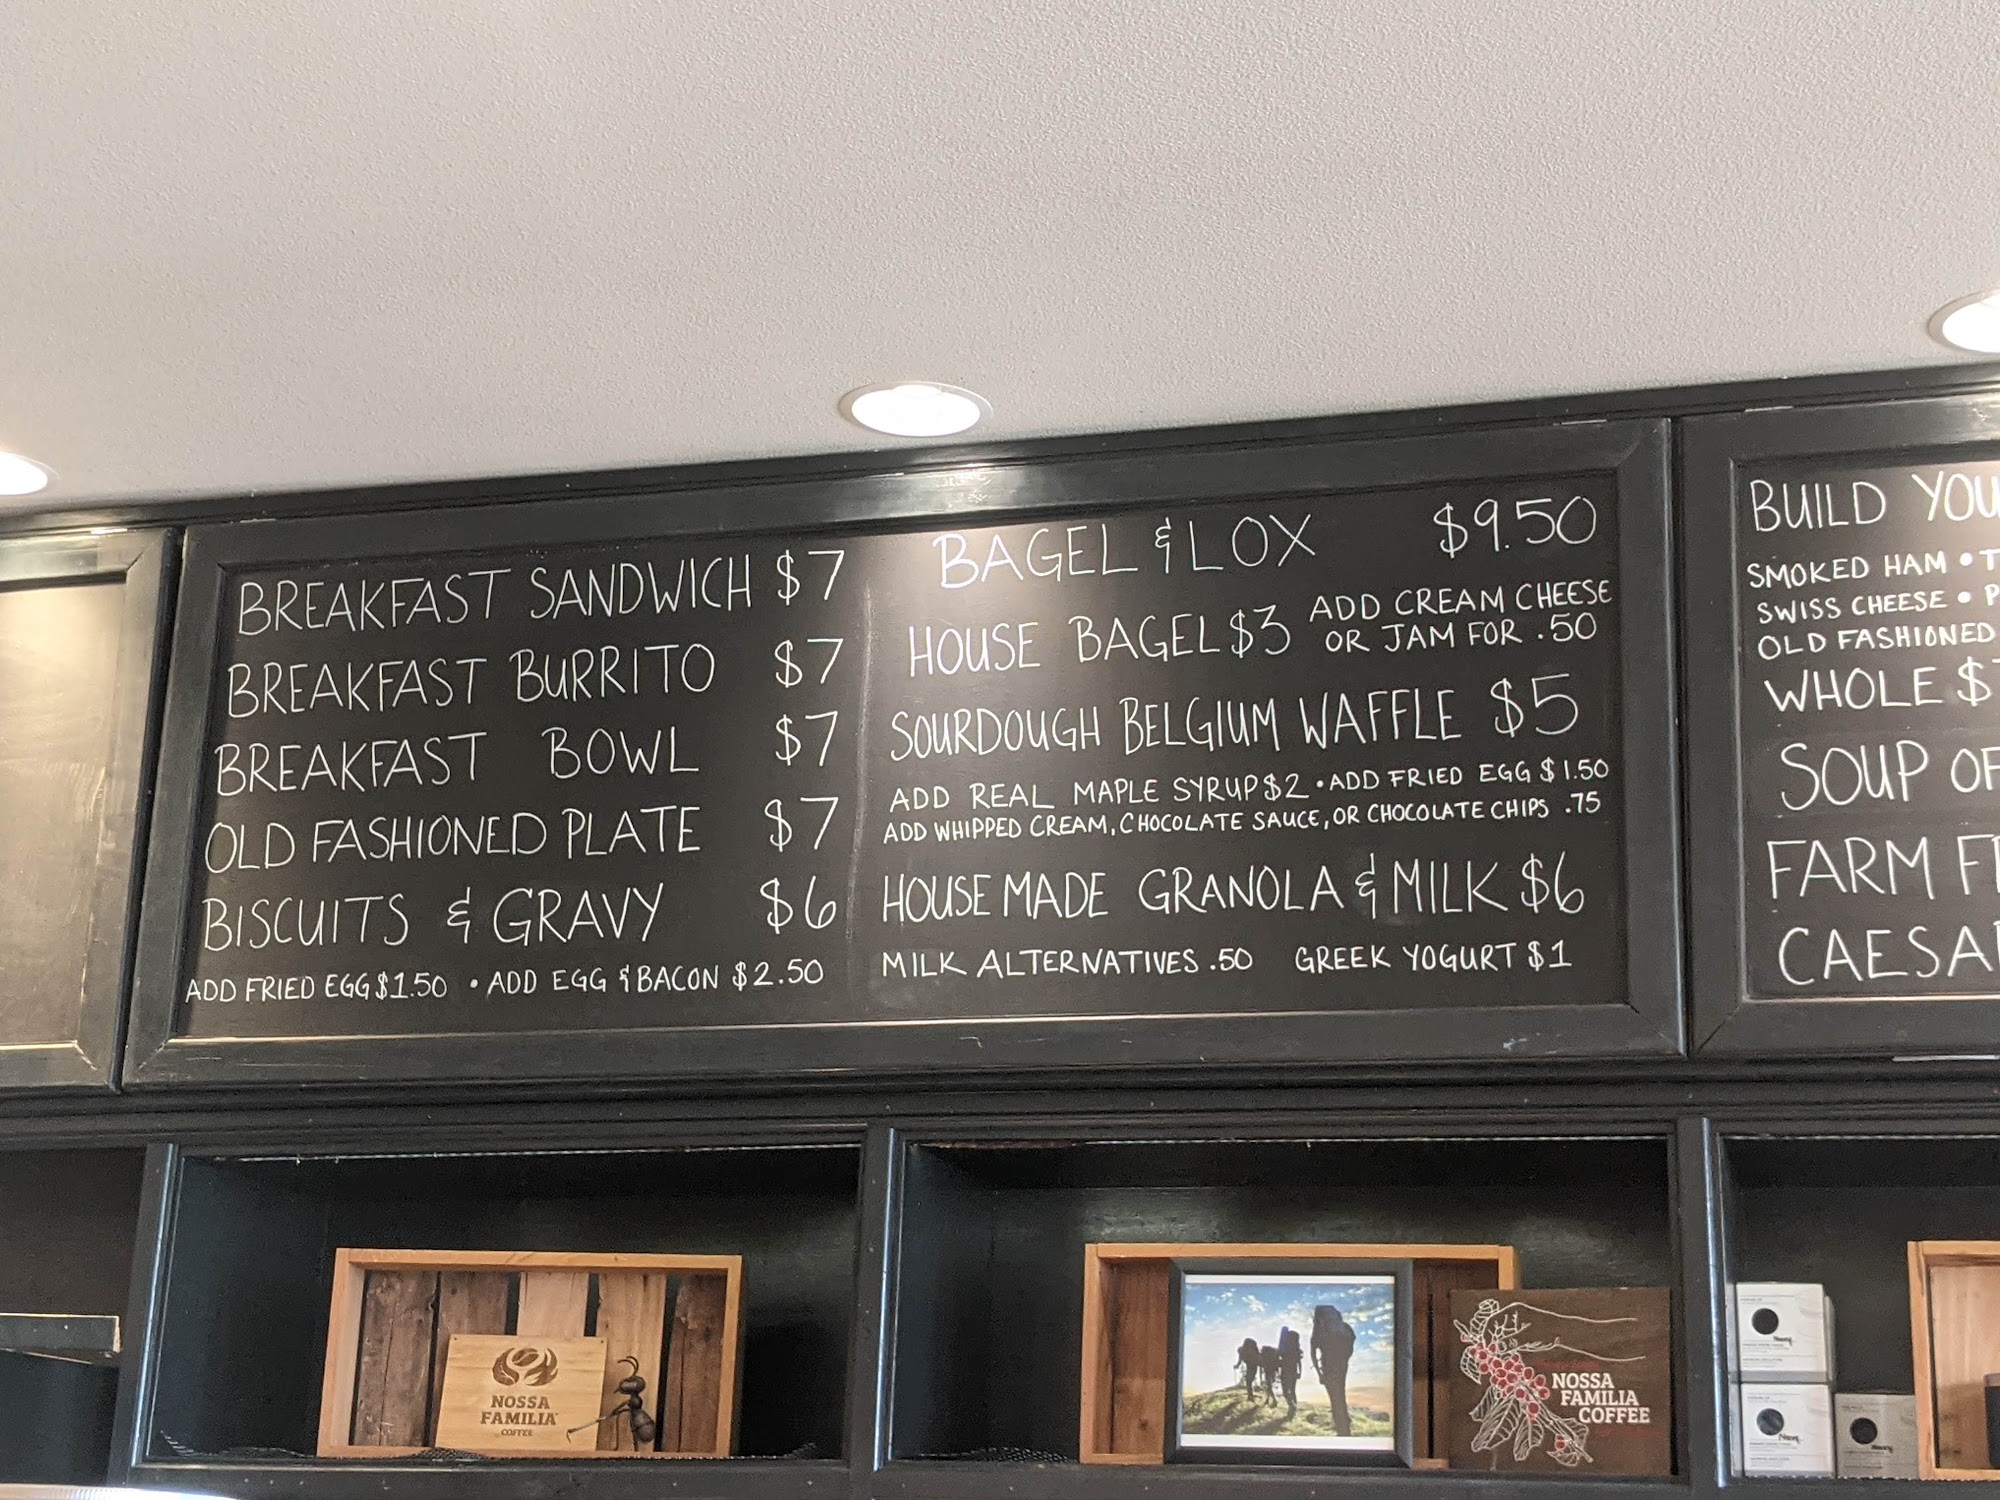 BREAKFAST SANDWICH $7
BREAKFAST BURRITO $7
BREAKFAST BOWL $7
OLD FASHIONED PLATE $7
BISCUITS & GRAVY $6
ADD FRIED EGG $1.50 • ADD EGG & BACON $2.50
BAGEL & LOX $9.50
HOUSE BAGEL $3 ADD CREAM CHEESE
OR JAM FOR .50
SOURDOUGH BELGIUM WAFFLE $5
ADD REAL MAPLE SYRUP $2 • ADD FRIED EGG $1.50
ADD WHIPPED CREAM, CHOCOLATE SAUCE, OR CHOCOLATE CHIPS .75
HOUSE MADE GRANOLA & MILK $6
MILK ALTERNATIVES .50 GREEK YOGURT $1
BUILD YOU
SMOKED HAM • T
SWISS CHEESE • P
OLD FASHIONED
WHOLE $
SOUP OF
FARM F
CAESA
NOSSA
FAMILIA
COFFEE
NOSSA
FAMILIA
COFFEE